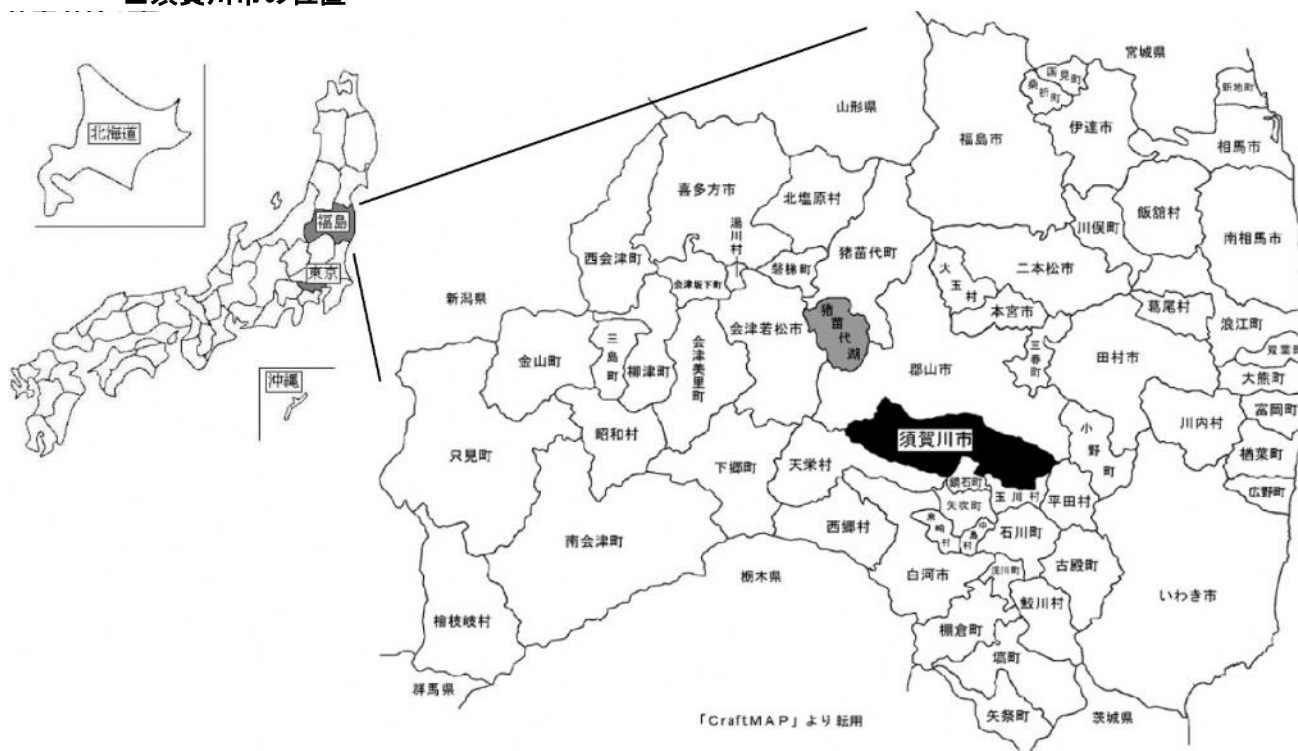 須賀川市の位置
北海道
福島
東京
沖縄
宮城県
山形県
新潟県
栃木県
群馬県
茨城県
国見町
桑折町
新地町
福島市
伊達市
相馬市
喜多方市
北塩原村
湯川村
西会津町
会津坂下町
磐梯町
猪苗代町
川俣町
飯舘村
南相馬市
大玉村
二本松市
本宮市
葛尾村
浪江町
会津若松市
猪苗代湖
三島町
金山町
柳津町
会津美里町
郡山市
三春町
田村市
双葉町
大熊町
富岡町
川内村
楢葉町
広野町
小野町
須賀川市
昭和村
只見町
下郷町
天栄村
鏡石町
玉川村
平田村
矢吹町
泉崎村
中島村
石川町
西郷村
南会津町
白河市
浅川町
古殿町
いわき市
鮫川村
棚倉町
檜枝岐村
塙町
矢祭町
「CraftMAP」より転用